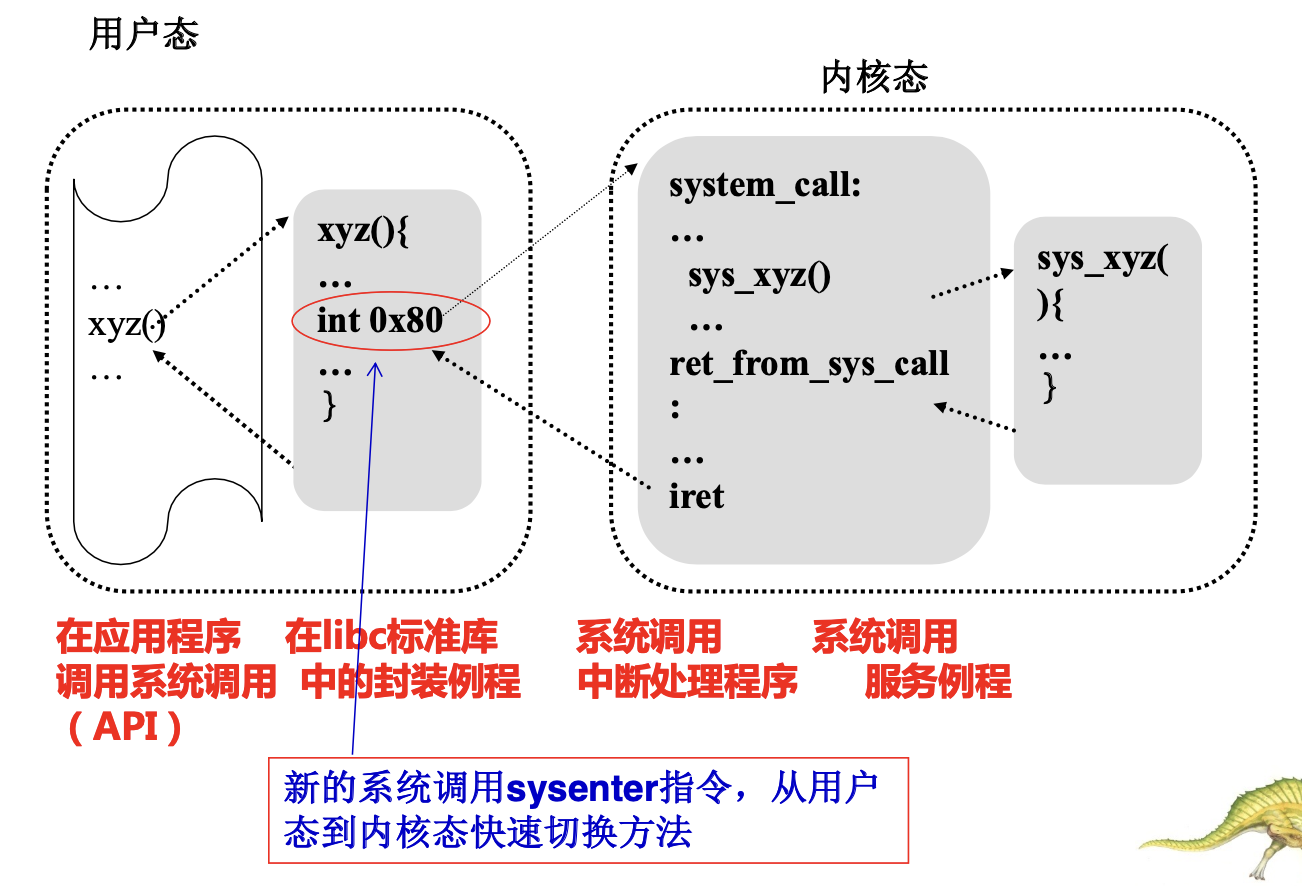 用户态
内核态
…
xyz()
…
xyz(){
…
int 0x80
…
}
system_call:
…
sys_xyz()
…
ret_from_sys_call
:
…
iret
sys_xyz(
){
…
}
在应用程序
调用系统调用
（API）
在libc标准库
中的封装例程
系统调用
中断处理程序
系统调用
服务例程
新的系统调用sysenter指令，从用户
态到内核态快速切换方法